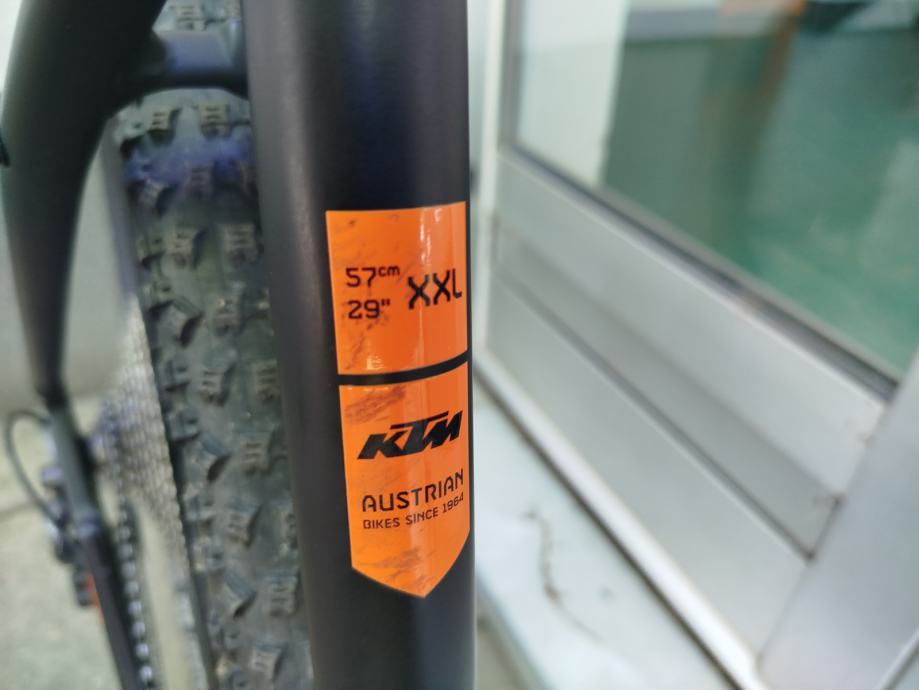 57cm XXL
29"
KTM
AUSTRIAN
BIKES SINCE 1964